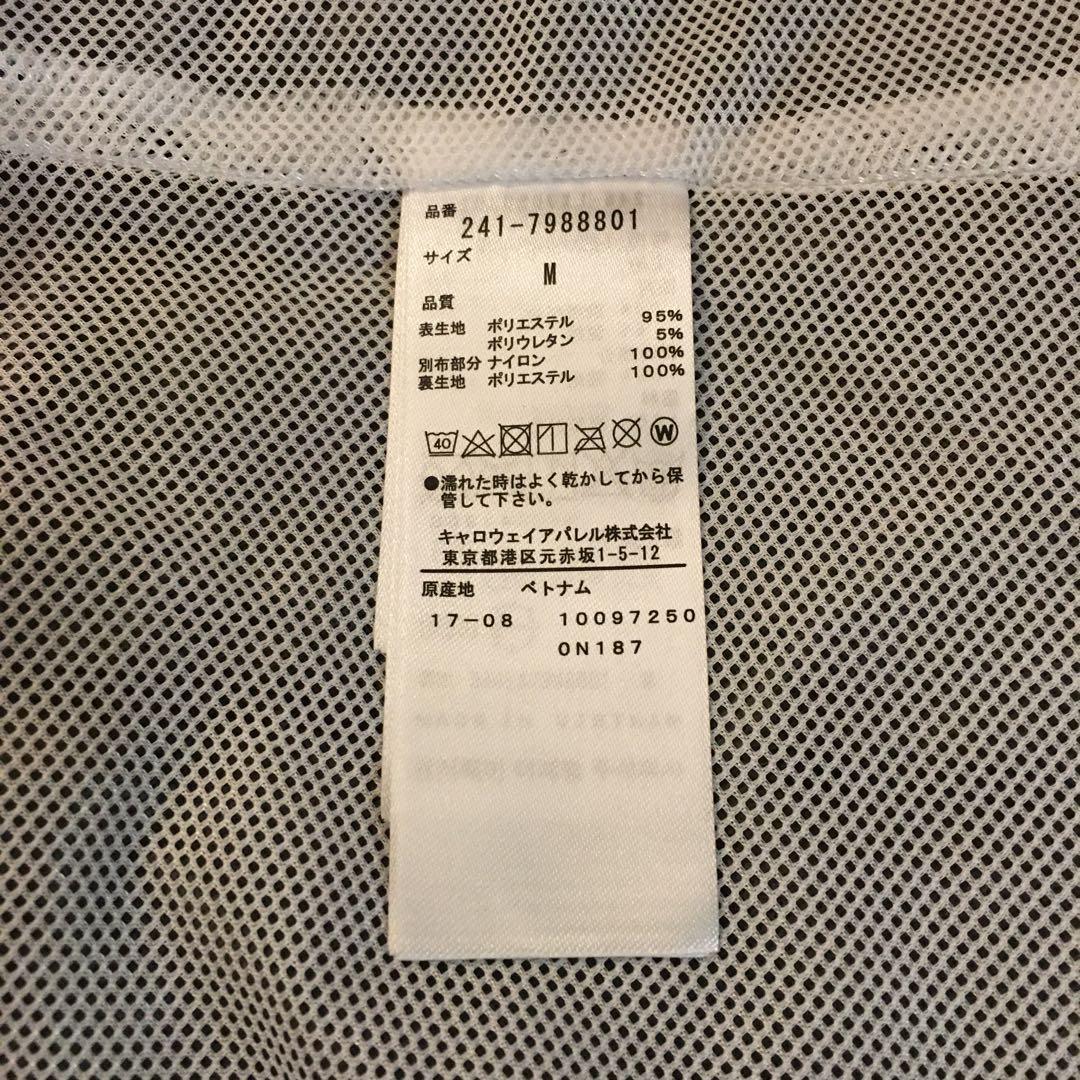 品番
241-7988801
サイズ
M
品質
表生地 ポリエステル 95%
ポリウレタン 5%
別布部分 ナイロン 100%
裏生地 ポリエステル 100%
40 W
●濡れた時はよく乾かしてから保
管して下さい。
キャロウェイアパレル株式会社
東京都港区元赤坂1-5-12
原産地 ベトナム
17-08 10097250
0N187